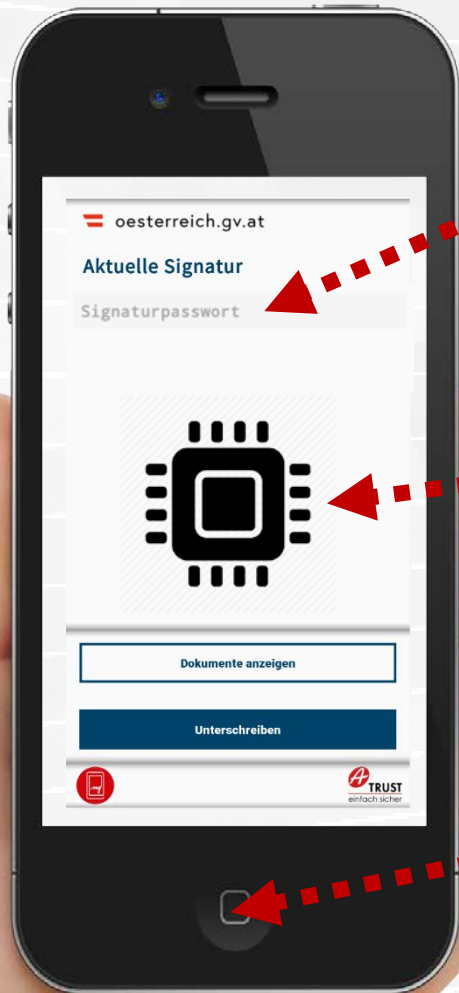 oesterreich.gv.at
Aktuelle Signatur
Signaturpasswort
Dokumente anzeigen
Unterschreiben
A TRUST
einfach sicher